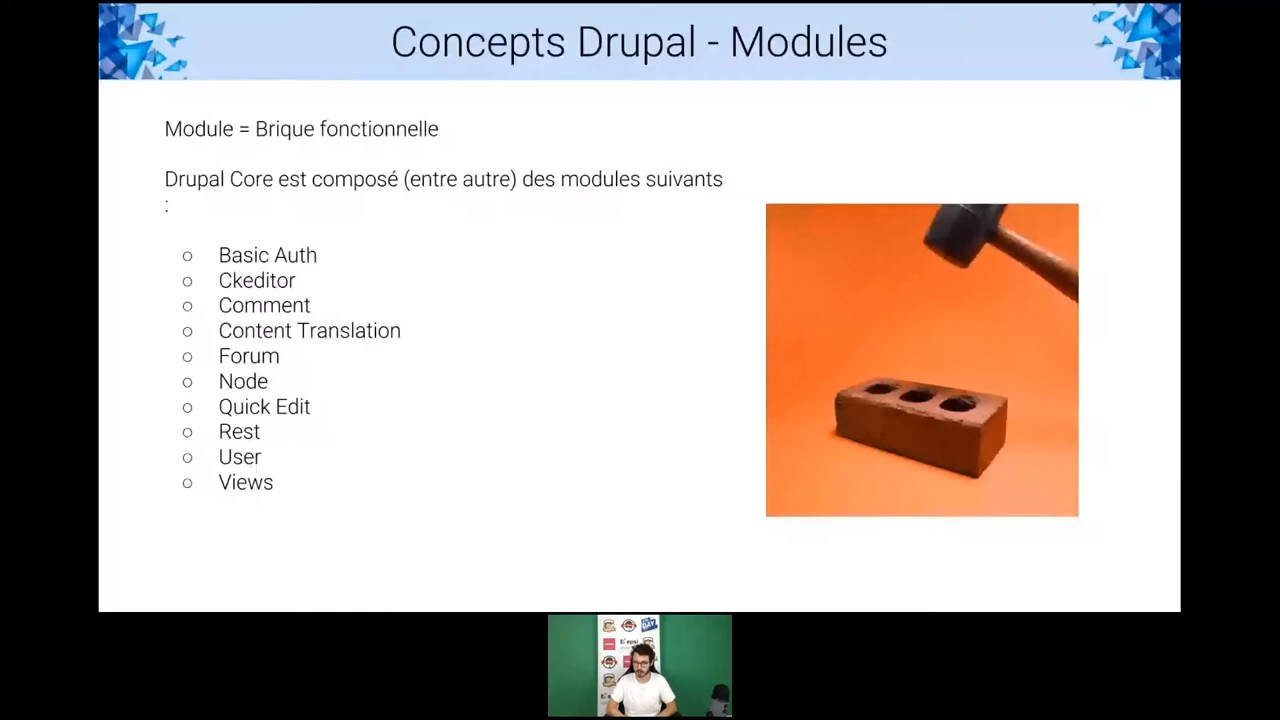 Concepts Drupal - Modules
Module = Brique fonctionnelle
Drupal Core est composé (entre autre) des modules suivants
:
○ Basic Auth
○ Ckeditor
○ Comment
○ Content Translation
○ Forum
○ Node
○ Quick Edit
○ Rest
○ User
○ Views